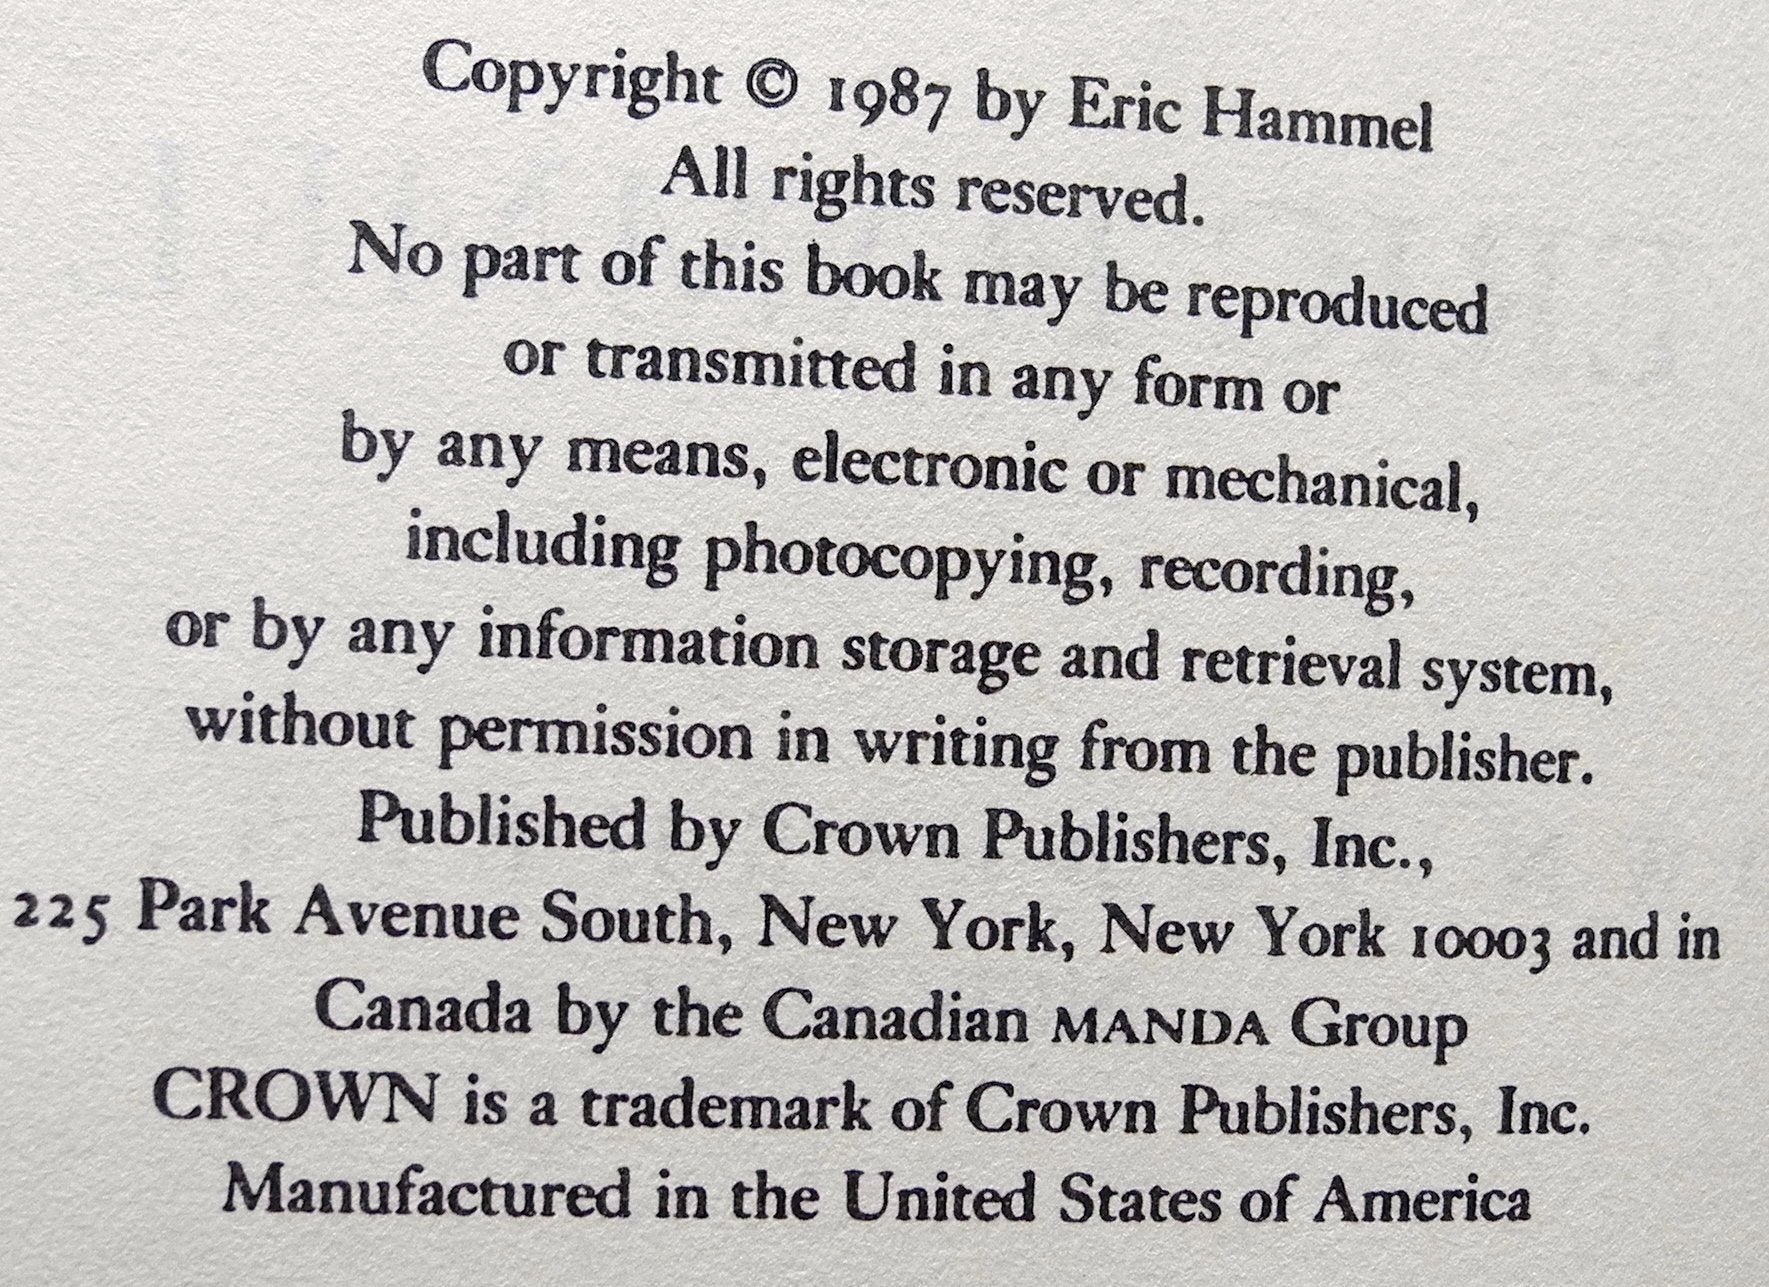 Copyright © 1987 by Eric Hammel
All rights reserved.
No part of this book may be reproduced
or transmitted in any form or
by any means, electronic or mechanical,
including photocopying, recording,
or by any information storage and retrieval system,
without permission in writing from the publisher.
Published by Crown Publishers, Inc.,
225 Park Avenue South, New York, New York 10003 and in
Canada by the Canadian MANDA Group
CROWN is a trademark of Crown Publishers, Inc.
Manufactured in the United States of America